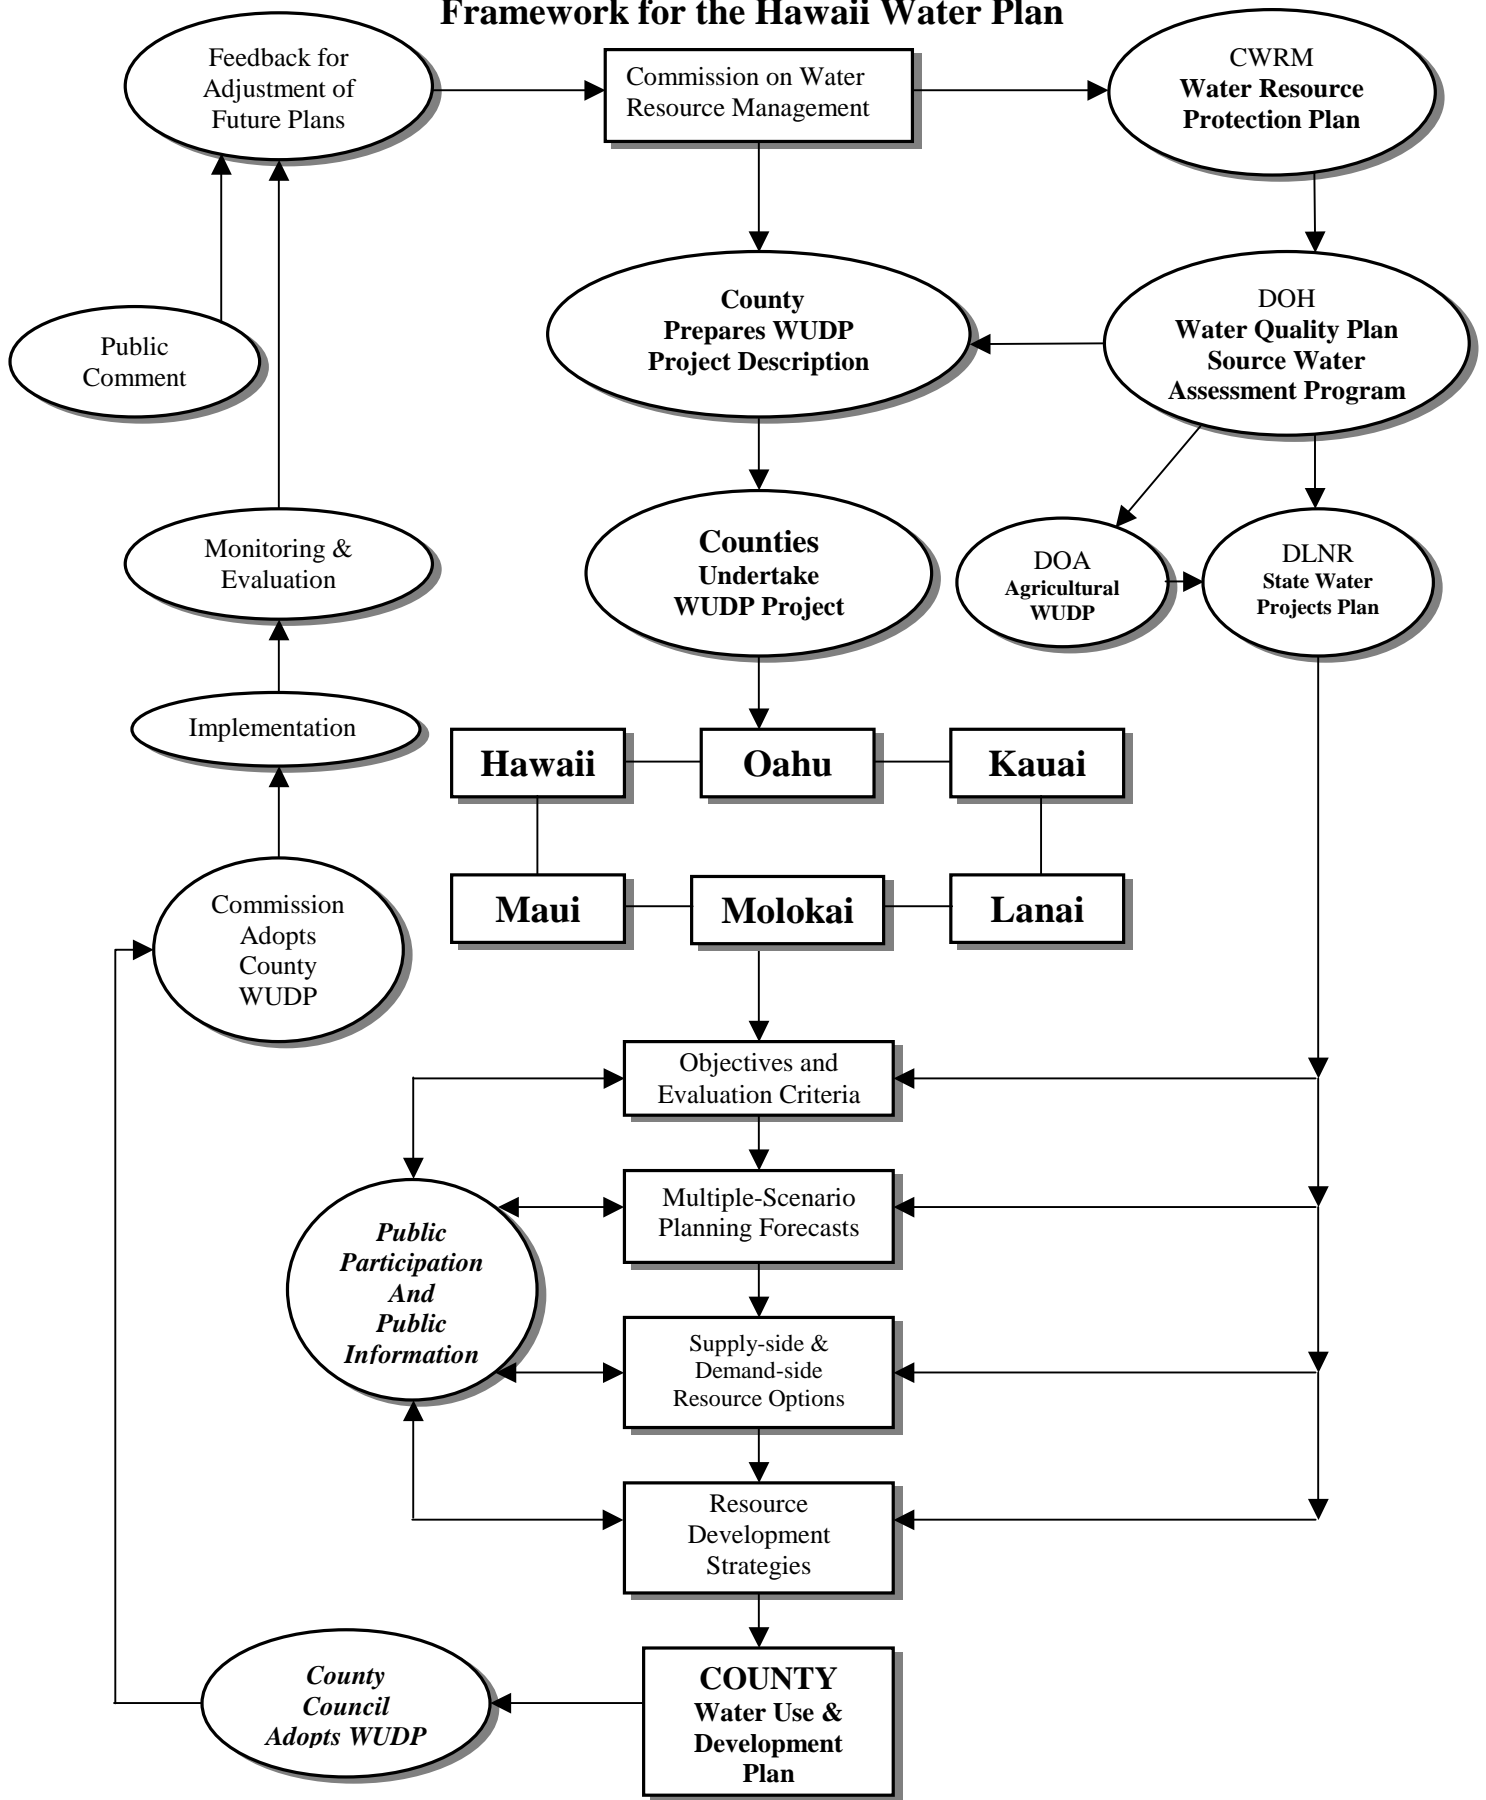 Framework for the Hawaii Water Plan
Feedback for
Adjustment of
Future Plans
Commission on Water
Resource Management
CWRM
Water Resource
Protection Plan
Public
Comment
County
Prepares WUDP
Project Description
DOH
Water Quality Plan
Source Water
Assessment Program
Monitoring &
Evaluation
Counties
Undertake
WUDP Project
DOA
Agricultural
WUDP
DLNR
State Water
Projects Plan
Implementation
Hawaii
Oahu
Kauai
Maui
Molokai
Lanai
Commission
Adopts
County
WUDP
Objectives and
Evaluation Criteria
Multiple-Scenario
Planning Forecasts
Public
Participation
And
Public
Information
Supply-side &
Demand-side
Resource Options
Resource
Development
Strategies
County
Council
Adopts WUDP
COUNTY
Water Use &
Development
Plan